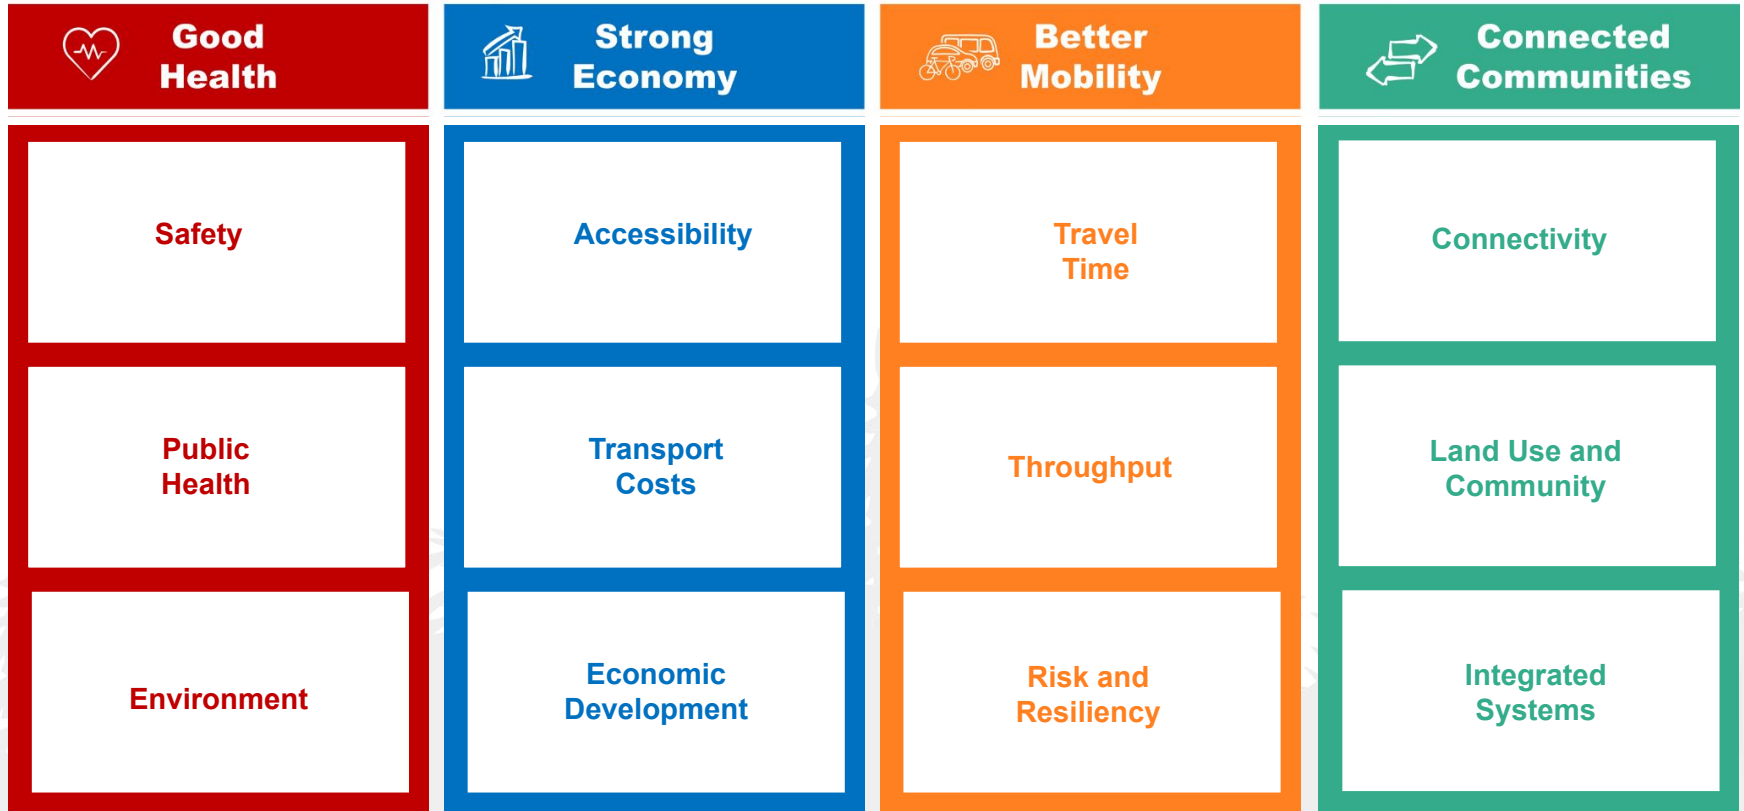 Good
Health
Strong
Economy
Better
Mobility
Connected
Communities
Safety
Public
Health
Environment
Accessibility
Transport
Costs
Economic
Development
Travel
Time
Throughput
Risk and
Resiliency
Connectivity
Land Use and
Community
Integrated
Systems